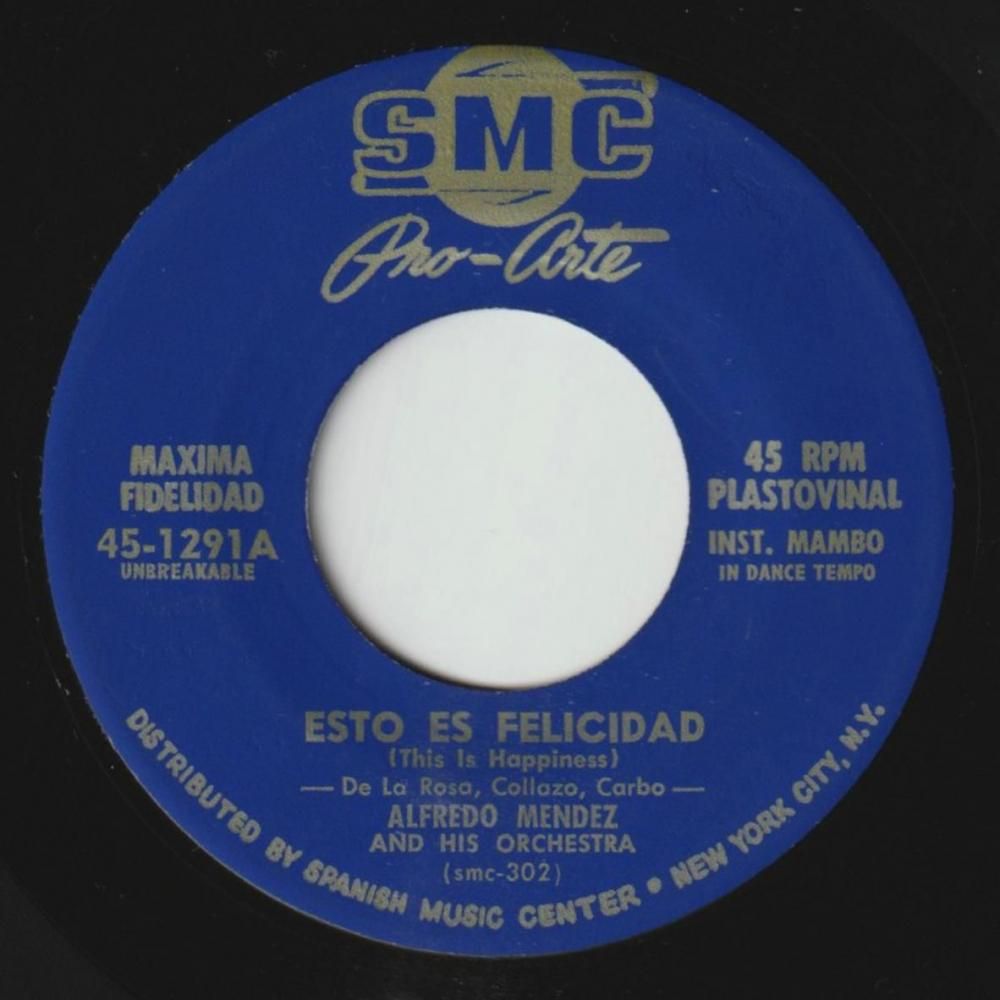 SMC
Pro-Arte
MAXIMA
FIDELIDAD
45-1291A
UNBREAKABLE
45 RPM
PLASTOVINAL
INST. MAMBO
IN DANCE TEMPO
ESTO ES FELICIDAD
(This Is Happiness)
— De La Rosa, Collazo, Carbo —
ALFREDO MENDEZ
AND HIS ORCHESTRA
(smc-302)
DISTRIBUTED BY SPANISH MUSIC CENTER • NEW YORK CITY, N.Y.